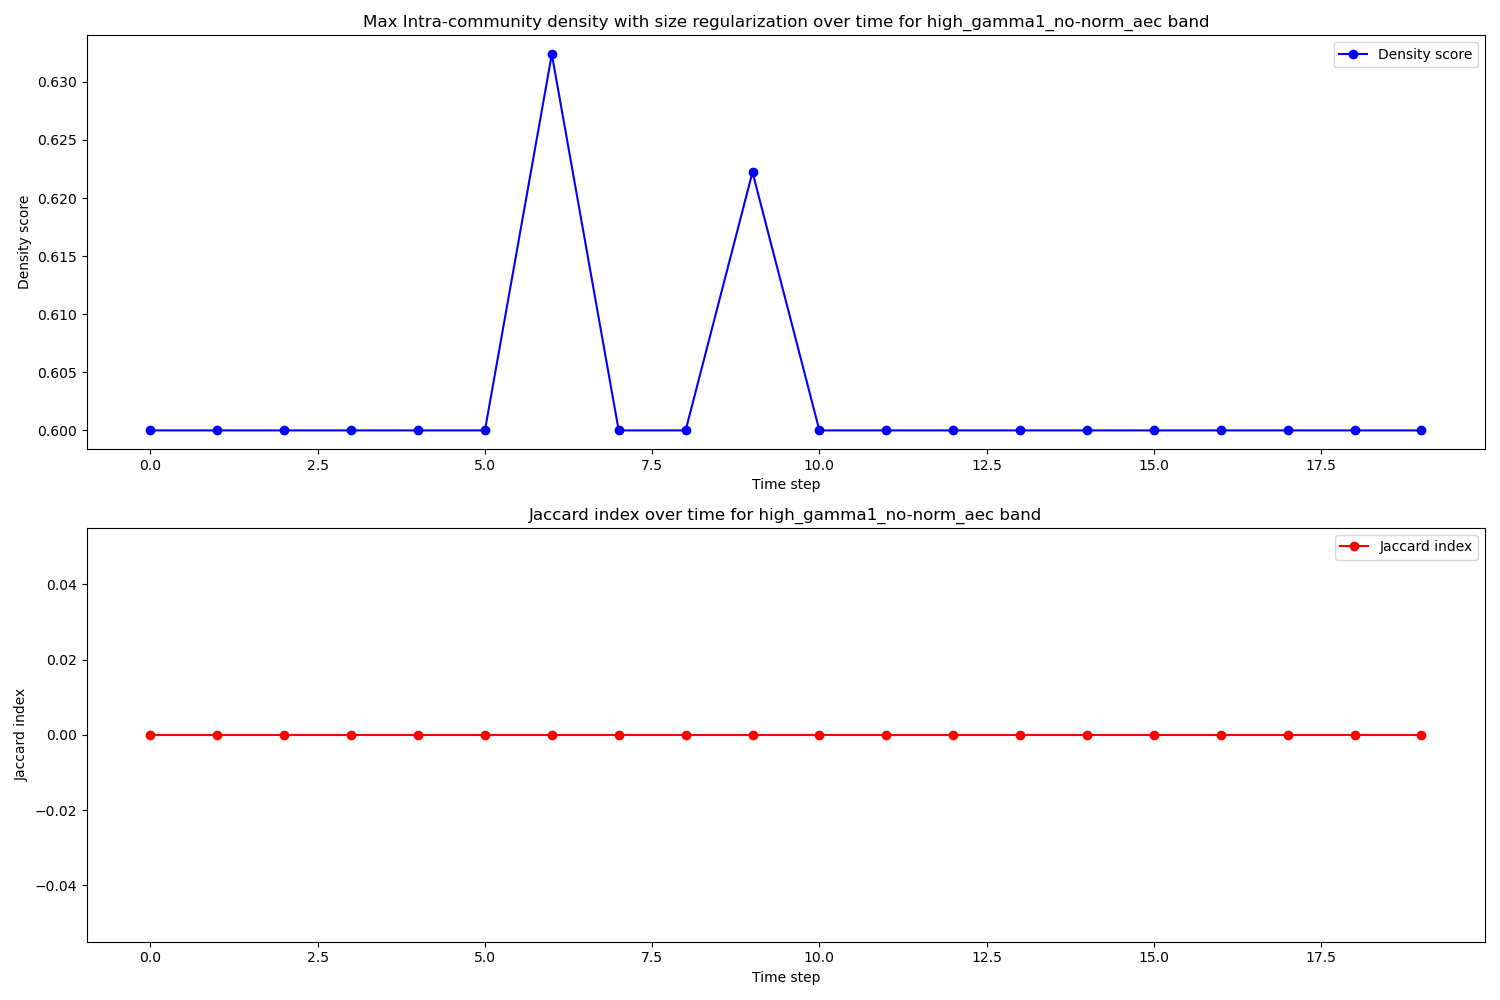 Max Intra-community density with size regularization over time for high_gamma1_no-norm_aec band
Density score
0.630
0.625
0.620
0.615
0.610
0.605
0.600
Density score
0.0 2.5 5.0 7.5 10.0 12.5 15.0 17.5
Time step
Jaccard index over time for high_gamma1_no-norm_aec band
Jaccard index
0.04
0.02
0.00
−0.02
−0.04
Jaccard index
0.0 2.5 5.0 7.5 10.0 12.5 15.0 17.5
Time step